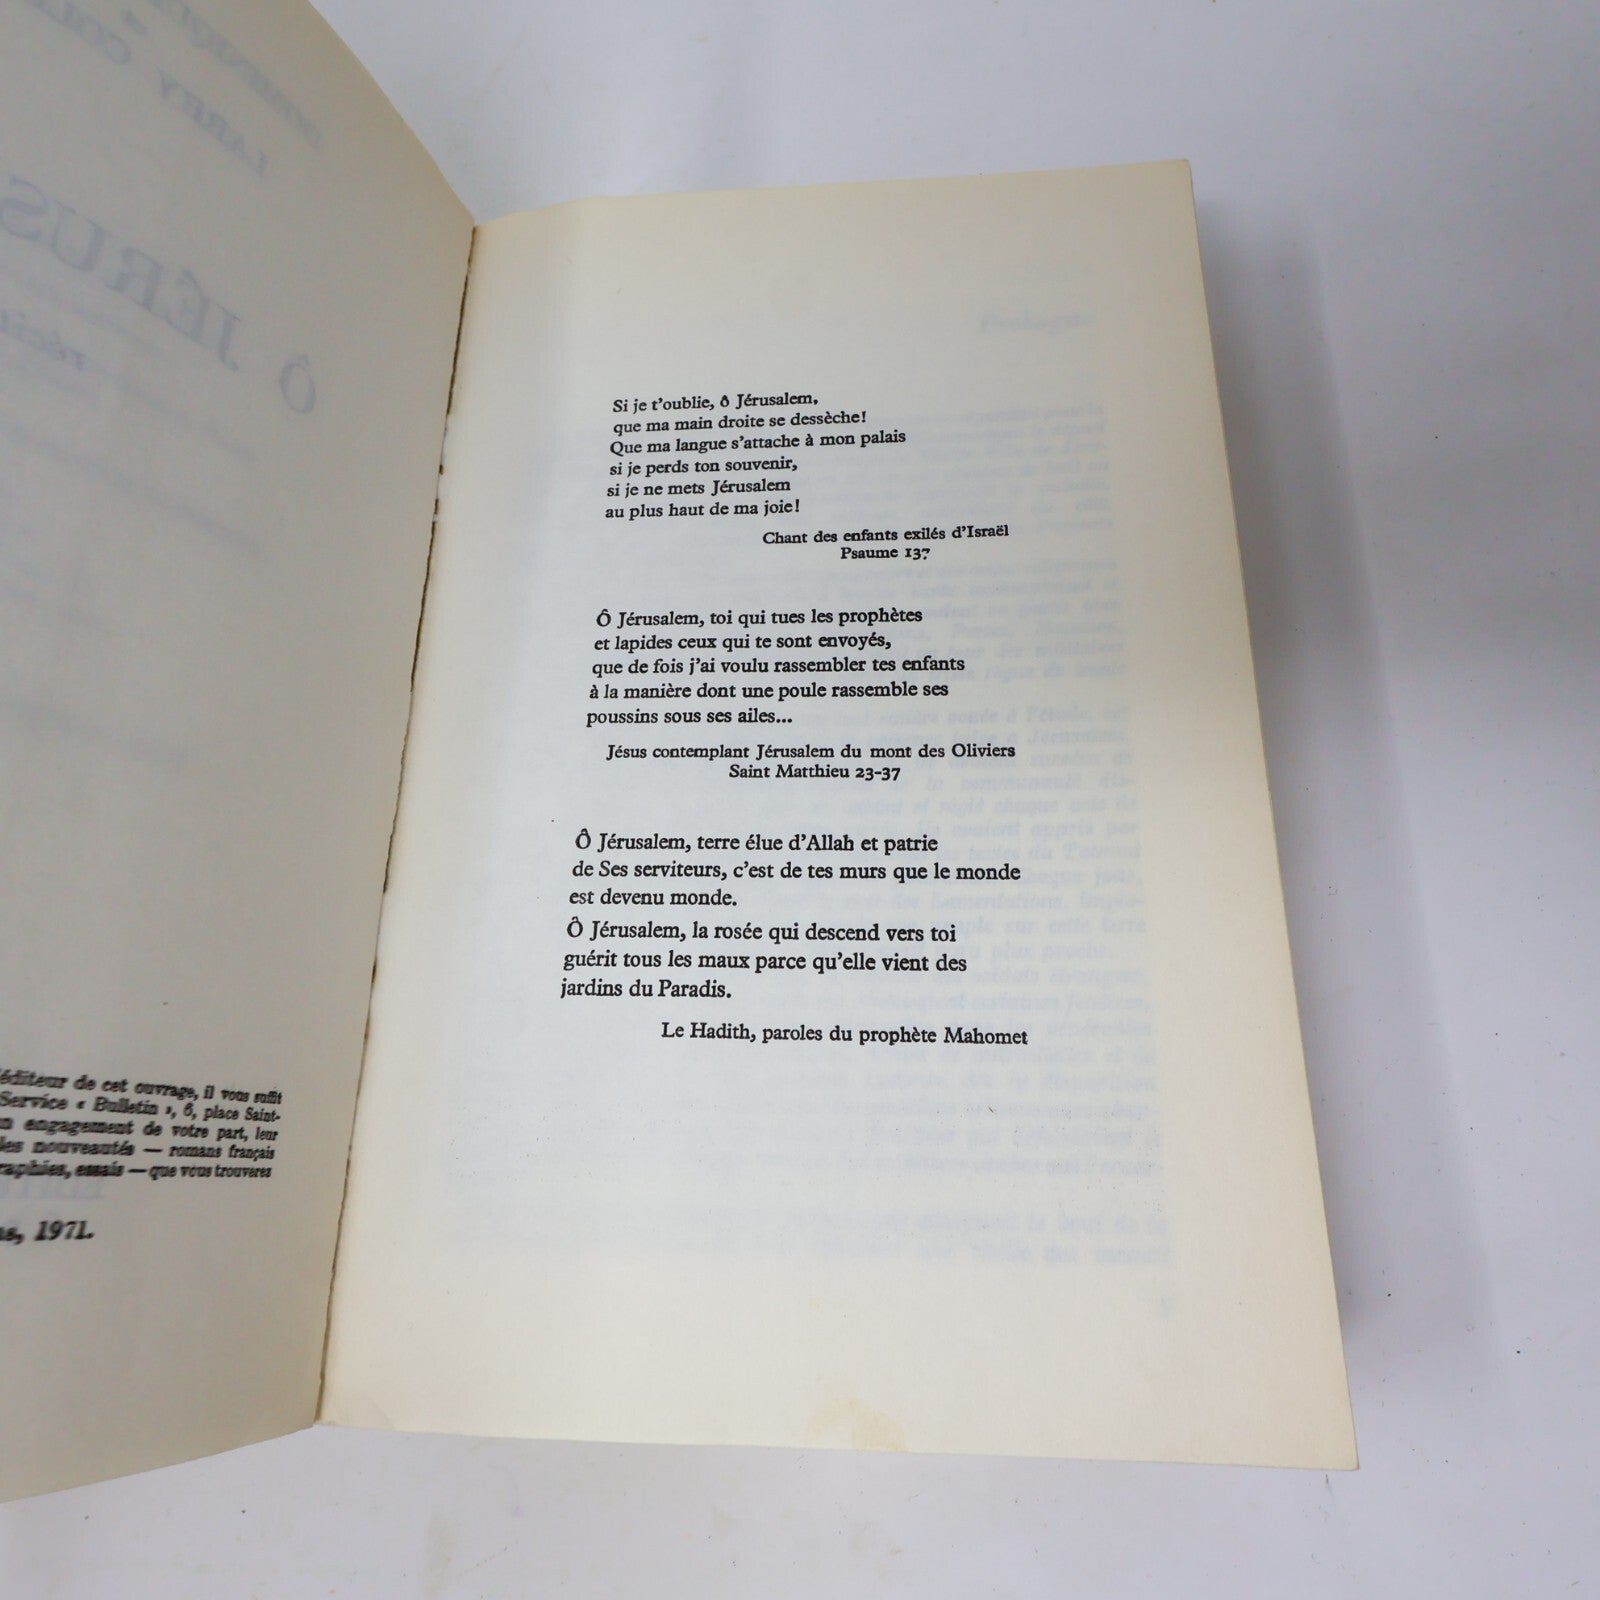 éditeur de cet ouvrage, il vous suffit
Service « Bulletin », 6, place Saint-
engagement de votre part, leur
les nouveautés — romans français
essais — que vous trouverez
1971.
Si je t'oublie, ô Jérusalem,
que ma main droite se dessèche!
Que ma langue s'attache à mon palais
si je perds ton souvenir,
si je ne mets Jérusalem
au plus haut de ma joie!
Chant des enfants exilés d'Israël
Psaume 137
Ô Jérusalem, toi qui tues les prophètes
et lapides ceux qui te sont envoyés,
que de fois j'ai voulu rassembler tes enfants
à la manière dont une poule rassemble ses
poussins sous ses ailes...
Jésus contemplant Jérusalem du mont des Oliviers
Saint Matthieu 23-37
Ô Jérusalem, terre élue d'Allah et patrie
de Ses serviteurs, c'est de tes murs que le monde
est devenu monde.
Ô Jérusalem, la rosée qui descend vers toi
guérit tous les maux parce qu'elle vient des
jardins du Paradis.
Le Hadith, paroles du prophète Mahomet